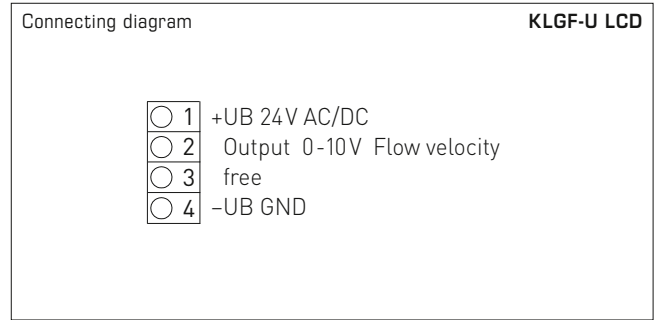 Connecting diagram KLGF-U LCD
1 +UB 24V AC/DC
2 Output 0-10V Flow velocity
3 free
4 –UB GND